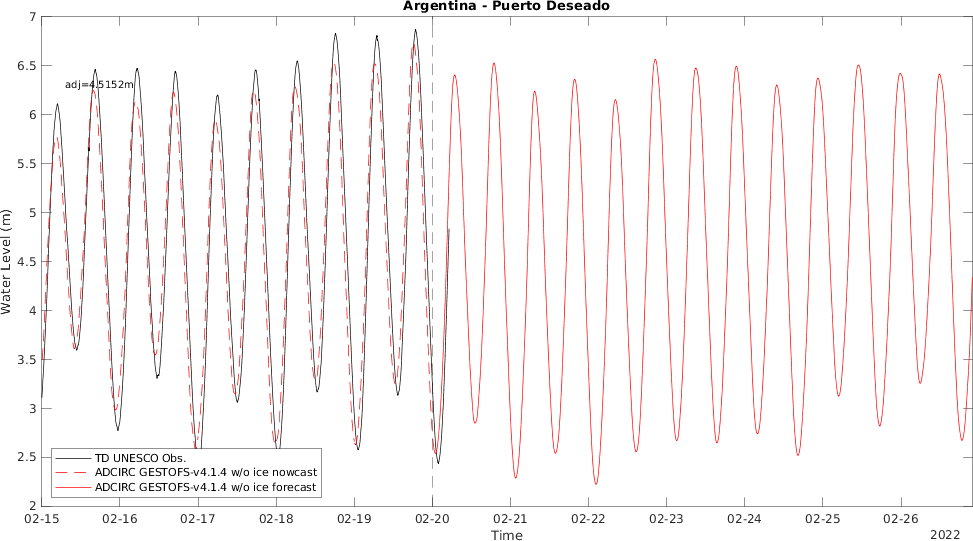 Argentina - Puerto Deseado
7
6.5
adj=4.5152m
6
5.5
5
4.5
4
3.5
3
2.5
2
Water Level (m)
TD UNESCO Obs.
ADCIRC GESTOFS-v4.1.4 w/o ice nowcast
ADCIRC GESTOFS-v4.1.4 w/o ice forecast
02-15 02-16 02-17 02-18 02-19 02-20 02-21 02-22 02-23 02-24 02-25 02-26
Time
2022